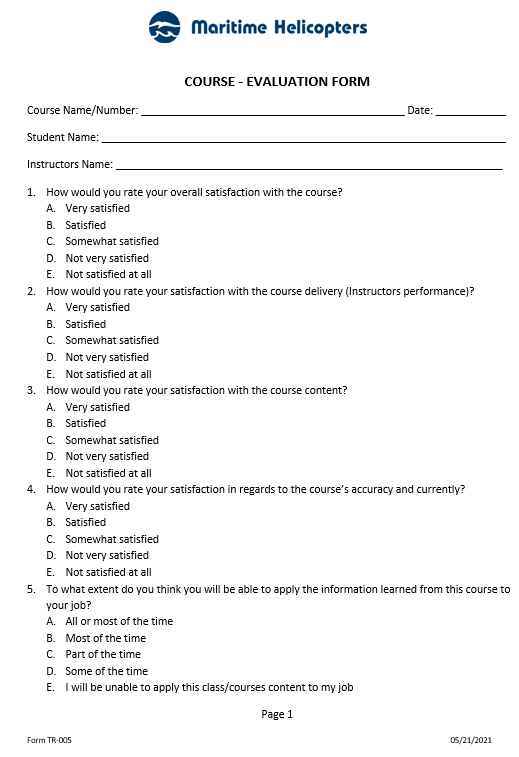 Maritime Helicopters
COURSE - EVALUATION FORM
Course Name/Number: ____________________ Date: __________
Student Name: ____________________
Instructors Name: ____________________
1. How would you rate your overall satisfaction with the course?
A. Very satisfied
B. Satisfied
C. Somewhat satisfied
D. Not very satisfied
E. Not satisfied at all
2. How would you rate your satisfaction with the course delivery (Instructors performance)?
A. Very satisfied
B. Satisfied
C. Somewhat satisfied
D. Not very satisfied
E. Not satisfied at all
3. How would you rate your satisfaction with the course content?
A. Very satisfied
B. Satisfied
C. Somewhat satisfied
D. Not very satisfied
E. Not satisfied at all
4. How would you rate your satisfaction in regards to the course’s accuracy and currently?
A. Very satisfied
B. Satisfied
C. Somewhat satisfied
D. Not very satisfied
E. Not satisfied at all
5. To what extent do you think you will be able to apply the information learned from this course to
your job?
A. All or most of the time
B. Most of the time
C. Part of the time
D. Some of the time
E. I will be unable to apply this class/courses content to my job
Page 1
Form TR-005 05/21/2021